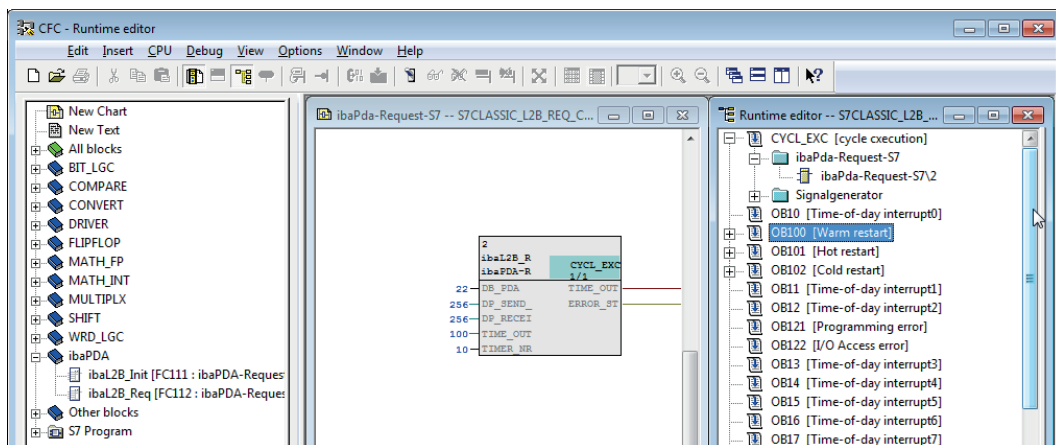 CFC - Runtime editor
Edit Insert CPU Debug View Options Window Help
New Chart
New Text
All blocks
BIT_LGC
COMPARE
CONVERT
DRIVER
FLIPFLOP
MATH_FP
MATH_INT
MULTIPLX
SHIFT
WRD_LGC
ibaPDA
ibaL2B_Init [FC111 : ibaPDA-Reques
ibaL2B_Req [FC112 : ibaPDA-Reques
Other blocks
S7 Program
ibaPda-Request-S7 -- S7CLASSIC_L2B_REQ_C...
2
ibaL2B_R
ibaPDA-R
CYCL_EXC
1/1
22 DB_PDA TIME_OUT
256 DP_SEND_ ERROR_ST
256 DP_RECEI
100 TIME_OUT
10 TIMER_NR
Runtime editor -- S7CLASSIC_L2B_...
CYCL_EXC [cycle cxecution]
ibaPda-Request-S7
ibaPda-Request-S7\2
Signalgenerator
OB10 [Time-of-day interrupt0]
OB100 [Warm restart]
OB101 [Hot restart]
OB102 [Cold restart]
OB11 [Time-of-day interrupt1]
OB12 [Time-of-day interrupt2]
OB121 [Programming error]
OB122 [I/O Access error]
OB13 [Time-of-day interrupt3]
OB14 [Time-of-day interrupt4]
OB15 [Time-of-day interrupt5]
OB16 [Time-of-day interrupt6]
OB17 [Time-of-day interrupt7]